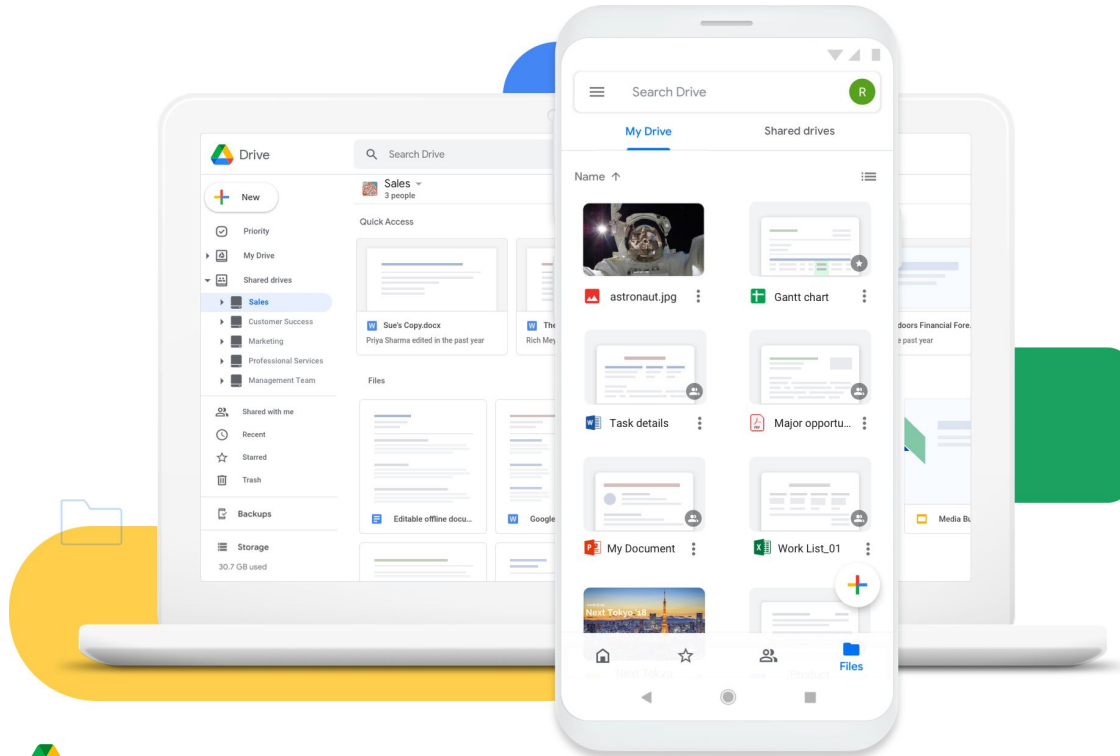 Drive
Search Drive
New
Priority
My Drive
Shared drives
Sales
Customer Success
Marketing
Professional Services
Management Team
Shared with me
Recent
Starred
Trash
Backups
Storage
30.7 GB used
Sales
3 people
Quick Access
W Sue's Copy.docx
Priya Sharma edited in the past year
W The
Rich Mey
Files
Editable offline docu...
W Google
doors Financial Fore
e past year
Media Bu
Search Drive
R
My Drive
Shared drives
Name
astronaut.jpg
Gantt chart
W Task details
PDF Major opportu...
P My Document
X Work List_01
Next Tokyo '18
Files